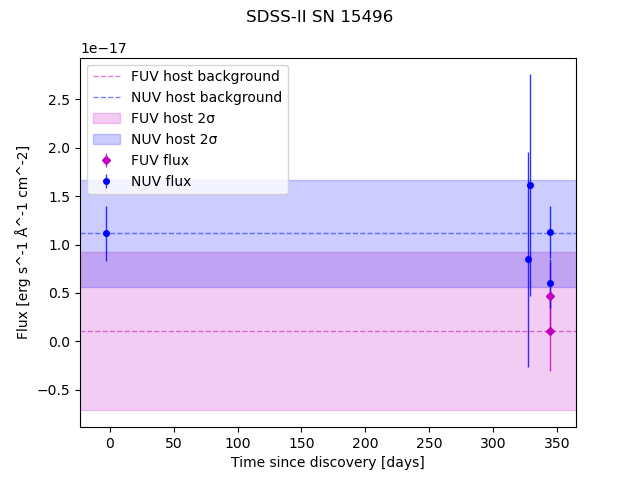 SDSS-II SN 15496
1e−17
FUV host background
NUV host background
FUV host 2σ
NUV host 2σ
FUV flux
NUV flux
2.5
2.0
1.5
1.0
0.5
0.0
−0.5
Flux [erg s^-1 Å^-1 cm^-2]
0 50 100 150 200 250 300 350
Time since discovery [days]